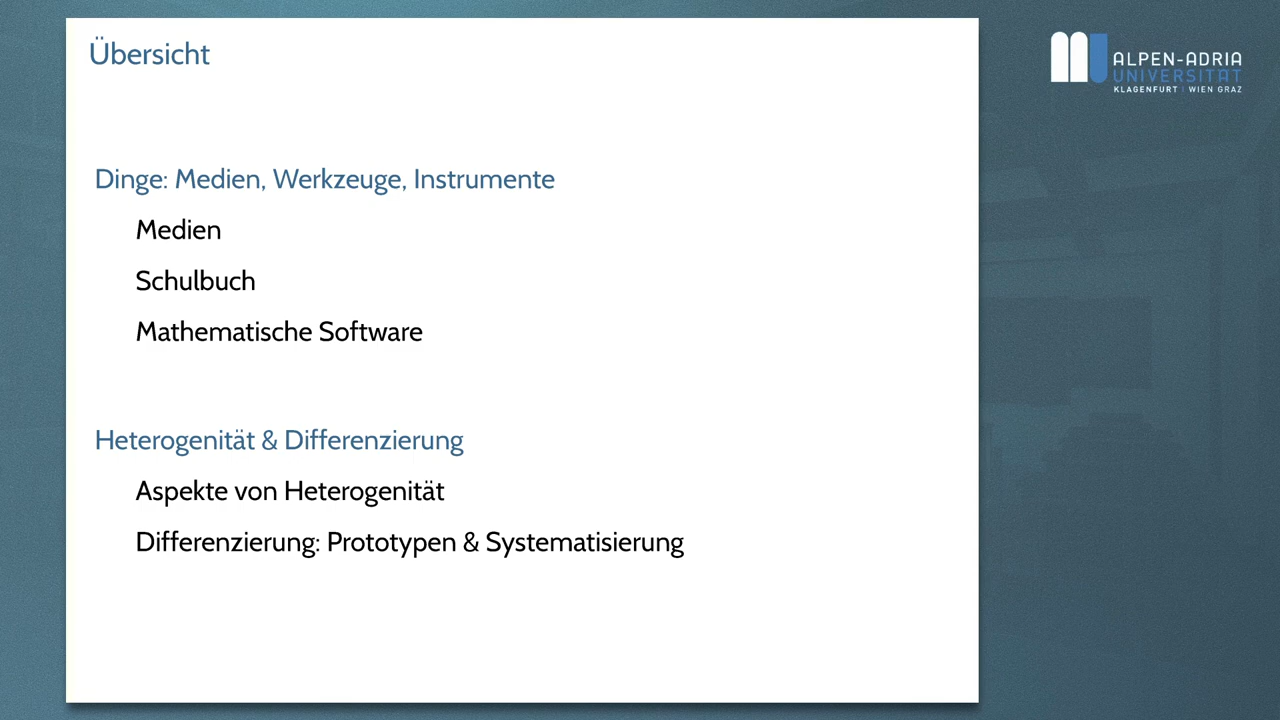 Übersicht
Dinge: Medien, Werkzeuge, Instrumente
Medien
Schulbuch
Mathematische Software
Heterogenität & Differenzierung
Aspekte von Heterogenität
Differenzierung: Prototypen & Systematisierung
ALPEN-ADRIA
UNIVERSITÄT
KLAGENFURT | WIEN GRAZ